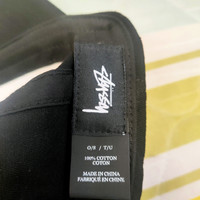 Stüssy
O/S / T/U
100% COTTON
COTON
MADE IN CHINA
FABRIQUÉ EN CHINE